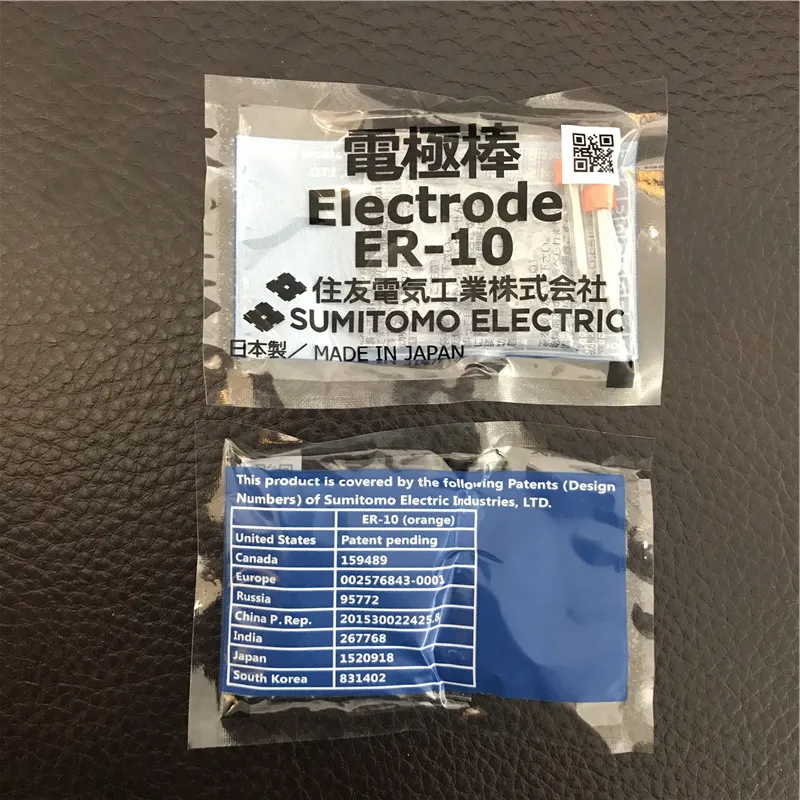 電極棒
Electrode
ER-10
住友電気工業株式会社
SUMITOMO ELECTRIC
日本製／ MADE IN JAPAN
This product is covered by the following Patents (Design
Numbers) of Sumitomo Electric Industries, LTD.
ER-10 (orange)
United States Patent pending
Canada 159489
Europe 002576843-0001
Russia 95772
China P. Rep. 201530022425.8
India 267768
Japan 1520918
South Korea 831402